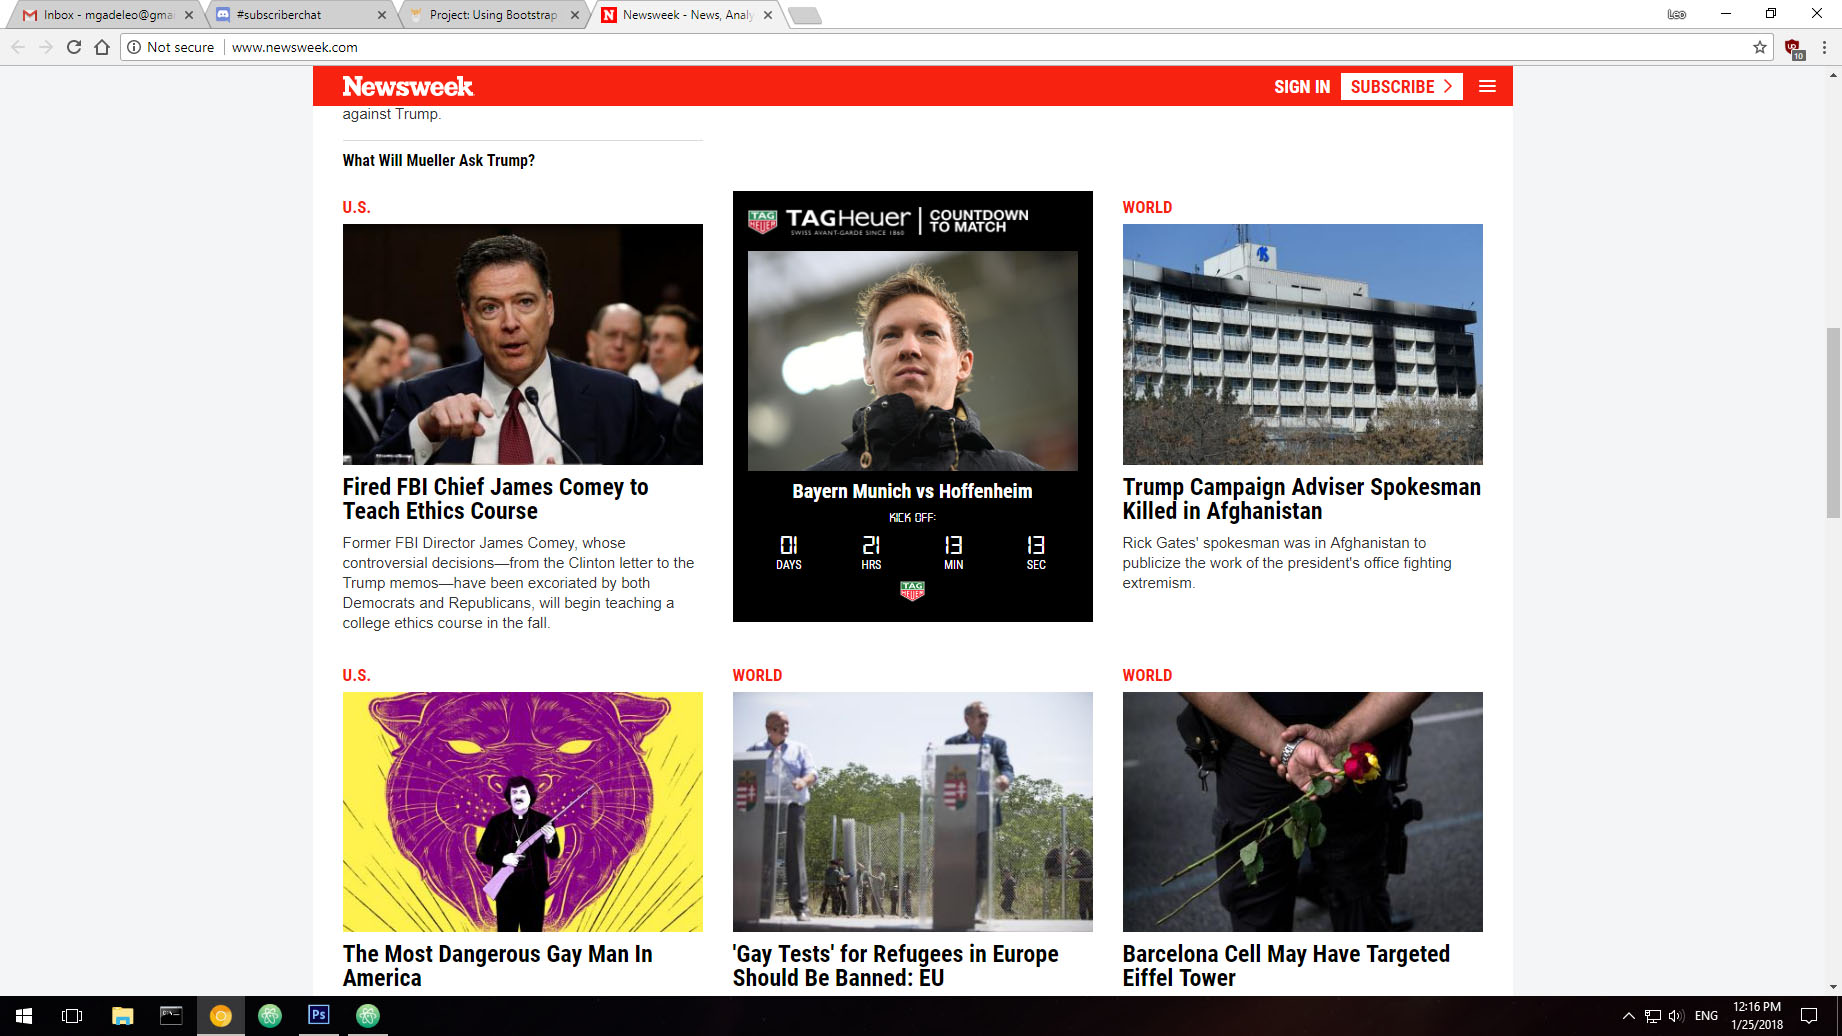 Inbox - mgadeleo@gma
#subscriberchat
Project: Using Bootstrap
Newsweek - News, Analy
Leo
Not secure
www.newsweek.com
10
Newsweek
SIGN IN
SUBSCRIBE
against Trump.
What Will Mueller Ask Trump?
U.S.
Fired FBI Chief James Comey to
Teach Ethics Course
Former FBI Director James Comey, whose
controversial decisions—from the Clinton letter to the
Trump memos—have been excoriated by both
Democrats and Republicans, will begin teaching a
college ethics course in the fall.
TAG HEUER
TAGHeuer
SWISS AVANT-GARDE SINCE 1860
COUNTDOWN
TO MATCH
Bayern Munich vs Hoffenheim
KICK OFF:
01 21 13 13
DAYS HRS MIN SEC
TAG
HEUER
WORLD
Trump Campaign Adviser Spokesman
Killed in Afghanistan
Rick Gates' spokesman was in Afghanistan to
publicize the work of the president's office fighting
extremism.
U.S.
The Most Dangerous Gay Man In
America
WORLD
'Gay Tests' for Refugees in Europe
Should Be Banned: EU
WORLD
Barcelona Cell May Have Targeted
Eiffel Tower
Ps
ENG
12:16 PM
1/25/2018